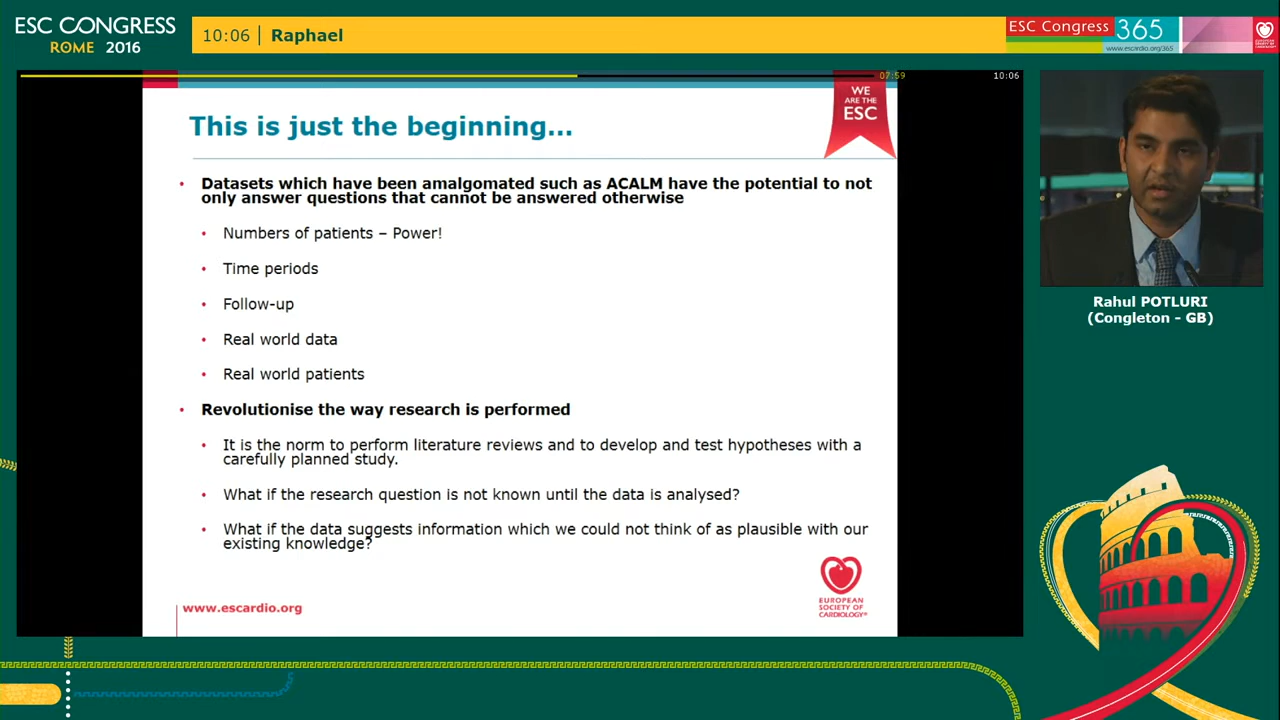 ESC CONGRESS
ROME 2016
10:06 | Raphael
ESC Congress 365
www.escardio.org/365
07:59
10:06
WE
ARE THE
ESC
This is just the beginning...
• Datasets which have been amalgomated such as ACALM have the potential to not
only answer questions that cannot be answered otherwise
• Numbers of patients – Power!
• Time periods
• Follow-up
• Real world data
• Real world patients
• Revolutionise the way research is performed
• It is the norm to perform literature reviews and to develop and test hypotheses with a
carefully planned study.
• What if the research question is not known until the data is analysed?
• What if the data suggests information which we could not think of as plausible with our
existing knowledge?
www.escardio.org
EUROPEAN
SOCIETY OF
CARDIOLOGY®
Rahul POTLURI
(Congleton - GB)